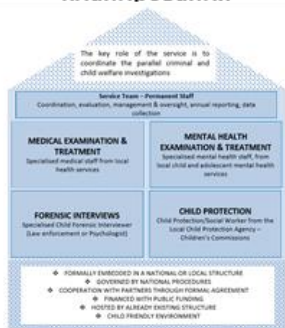 The key role of the service is to
coordinate the parallel criminal and
child welfare investigations
Service Team – Permanent Staff
Coordination, evaluation, management & oversight, annual reporting, data
collection
MEDICAL EXAMINATION &
TREATMENT
Specialised medical staff from local
health services
MENTAL HEALTH
EXAMINATION & TREATMENT
Specialised mental health staff, from
local child and adolescent mental health
services
FORENSIC INTERVIEWS
Specialised Child Forensic Interviewer
(Law enforcement or Psychologist)
CHILD PROTECTION
Child Protection/Social Worker from the
Local Child Protection Agency –
Children's Commissions
❖ FORMALLY EMBEDDED IN A NATIONAL OR LOCAL STRUCTURE
❖ GOVERNED BY NATIONAL PROCEDURES
❖ COOPERATION WITH PARTNERS THROUGH FORMAL AGREEMENT
❖ FINANCED WITH PUBLIC FUNDING
❖ HOSTED BY ALREADY EXISTING STRUCTURE
❖ CHILD FRIENDLY ENVIRONMENT